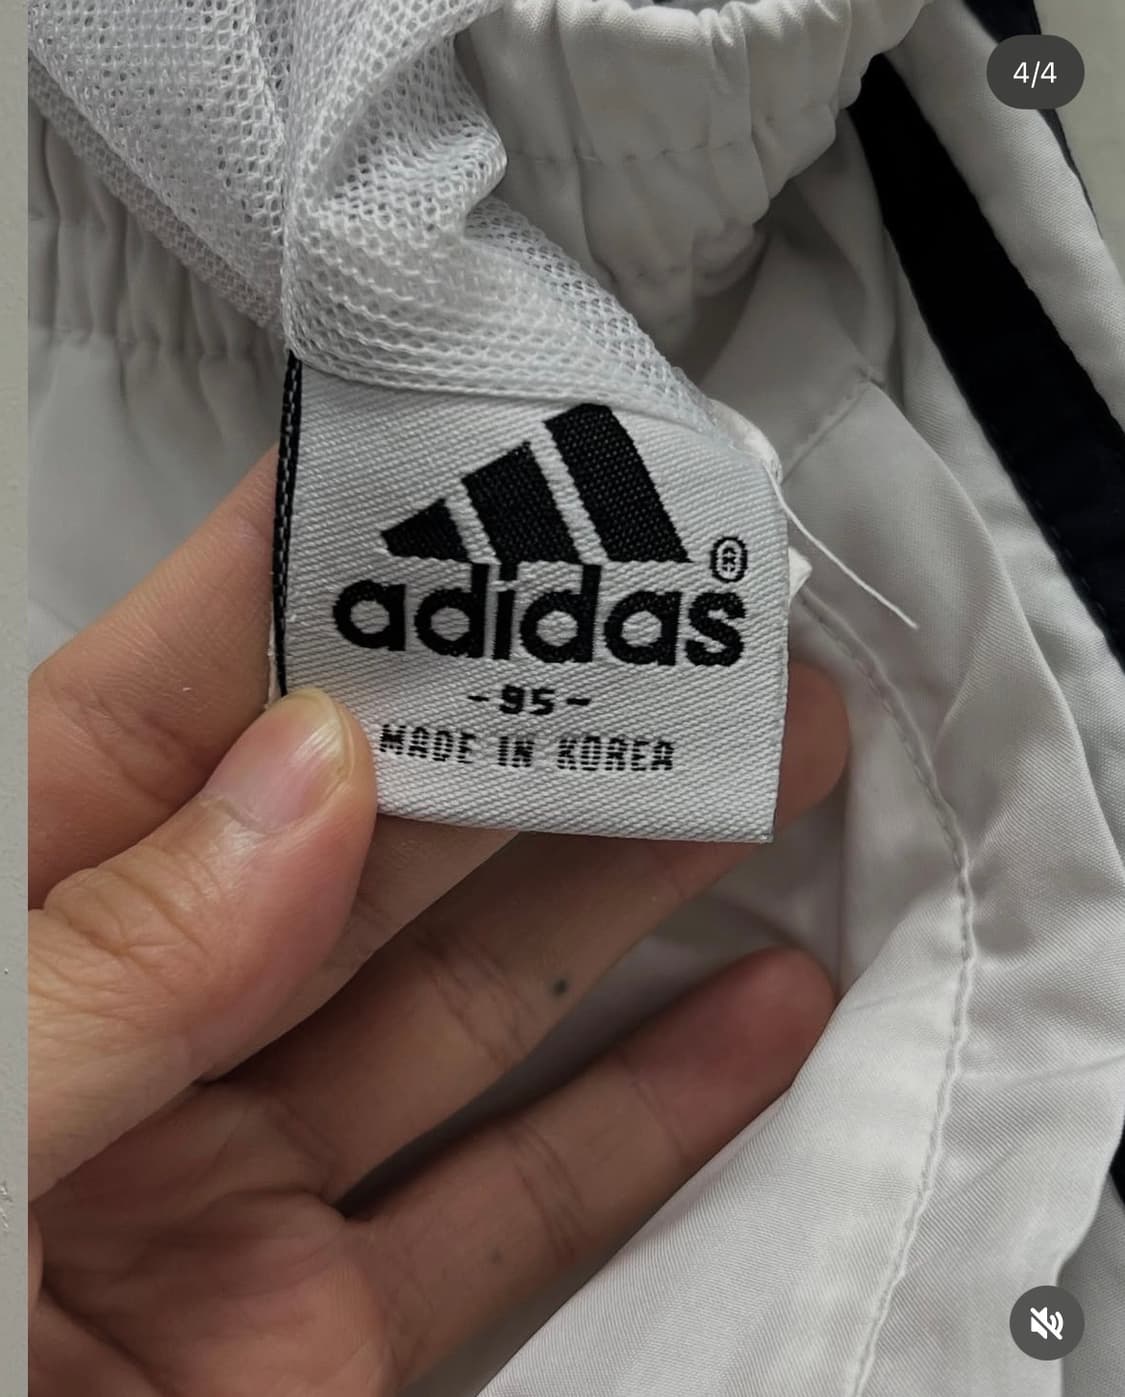 4/4
adidas®
-95-
MADE IN KOREA